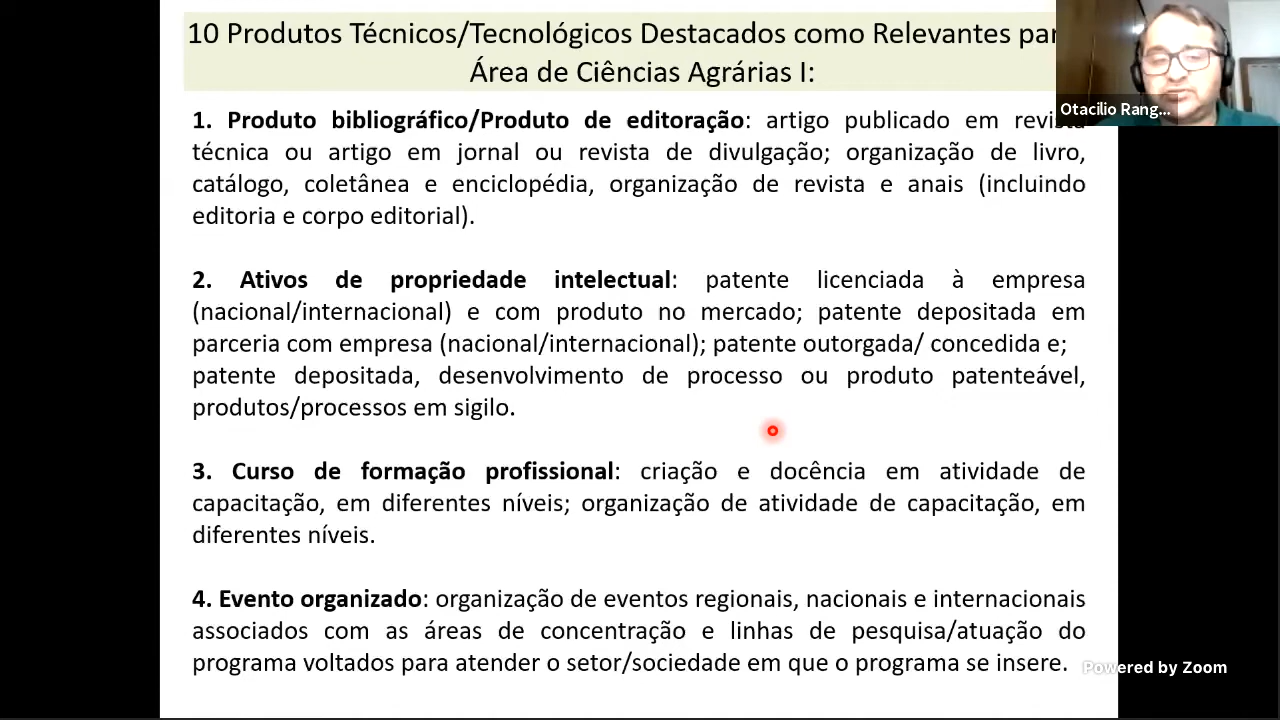 10 Produtos Técnicos/Tecnológicos Destacados como Relevantes
Área de Ciências Agrárias I:
Otacilio Rang...
1. Produto bibliográfico/Produto de editoração: artigo publicado em revista
técnica ou artigo em jornal ou revista de divulgação; organização de livro,
catálogo, coletânea e enciclopédia, organização de revista e anais (incluindo
editoria e corpo editorial).
2. Ativos de propriedade intelectual: patente licenciada à empresa
(nacional/internacional) e com produto no mercado; patente depositada em
parceria com empresa (nacional/internacional); patente outorgada/ concedida e;
patente depositada, desenvolvimento de processo ou produto patenteável,
produtos/processos em sigilo.
3. Curso de formação profissional: criação e docência em atividade de
capacitação, em diferentes níveis; organização de atividade de capacitação, em
diferentes níveis.
4. Evento organizado: organização de eventos regionais, nacionais e internacionais
associados com as áreas de concentração e linhas de pesquisa/atuação do
programa voltados para atender o setor/sociedade em que o programa se insere.
Powered by Zoom